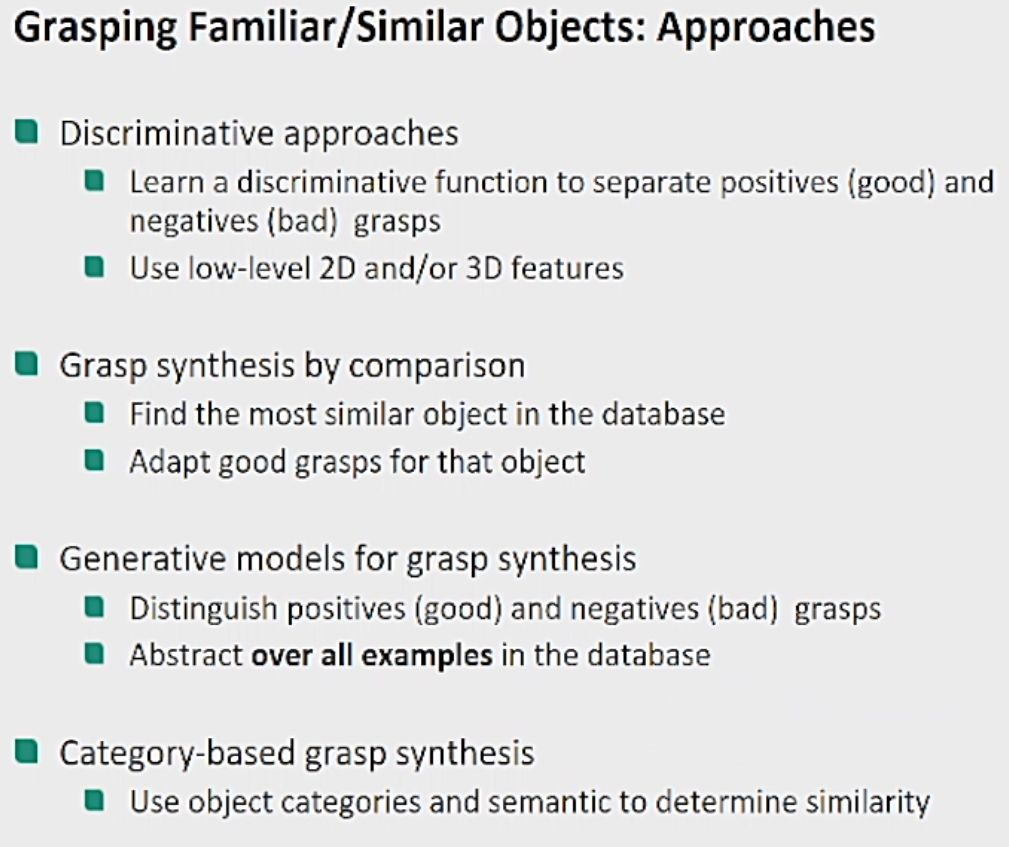 Grasping Familiar/Similar Objects: Approaches
Discriminative approaches
Learn a discriminative function to separate positives (good) and
negatives (bad) grasps
Use low-level 2D and/or 3D features
Grasp synthesis by comparison
Find the most similar object in the database
Adapt good grasps for that object
Generative models for grasp synthesis
Distinguish positives (good) and negatives (bad) grasps
Abstract over all examples in the database
Category-based grasp synthesis
Use object categories and semantic to determine similarity